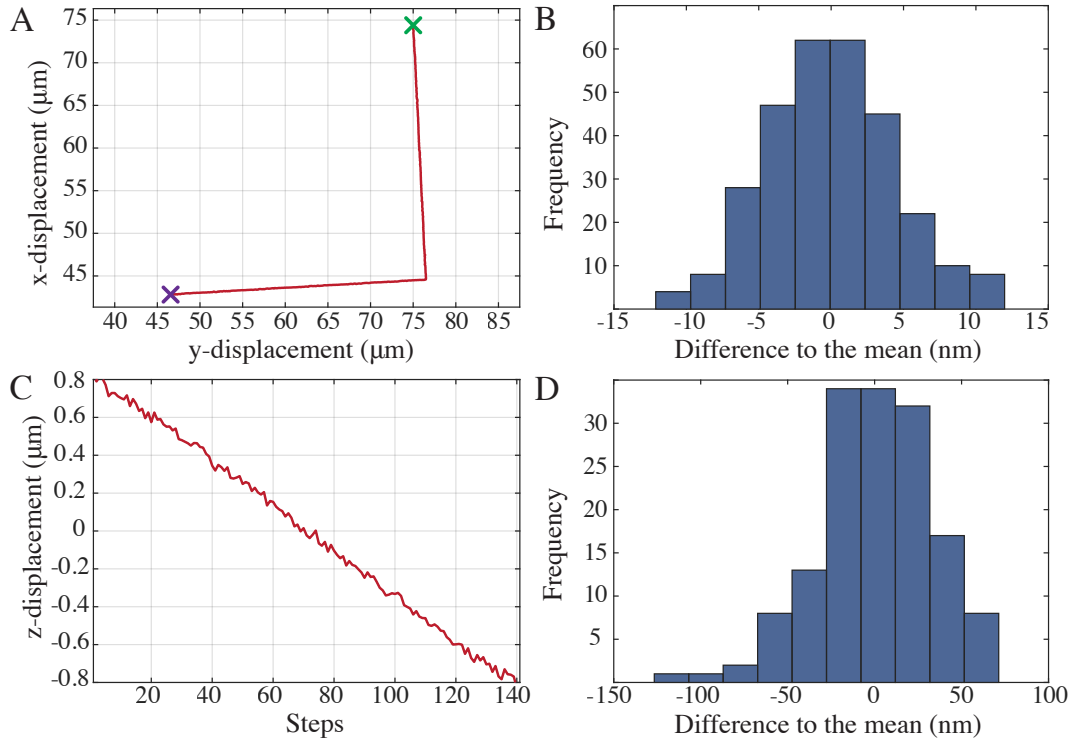 A
x-displacement (μm)
75
70
65
60
55
50
45
40 45 50 55 60 65 70 75 80 85
y-displacement (μm)
B
Frequency
60
50
40
30
20
10
-15 -10 -5 0 5 10 15
Difference to the mean (nm)
C
z-displacement (μm)
0.8
0.6
0.4
0.2
0
-0.2
-0.4
-0.6
-0.8
20 40 60 80 100 120 140
Steps
D
Frequency
30
25
20
15
10
5
-150 -100 -50 0 50 100
Difference to the mean (nm)